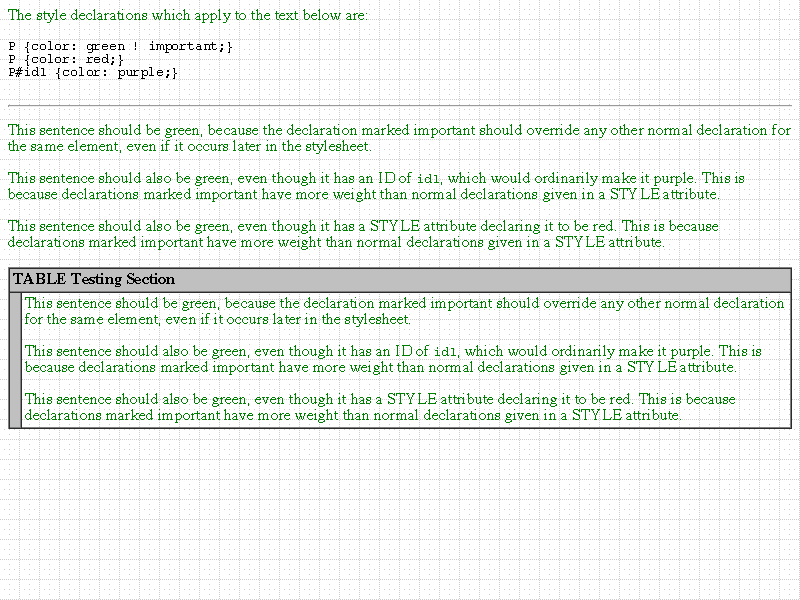 The style declarations which apply to the text below are:
P {color: green ! important;}
P {color: red;}
P#id1 {color: purple;}
This sentence should be green, because the declaration marked important should override any other normal declaration for
the same element, even if it occurs later in the stylesheet.
This sentence should also be green, even though it has an ID of id1, which would ordinarily make it purple. This is
because declarations marked important have more weight than normal declarations given in a STYLE attribute.
This sentence should also be green, even though it has a STYLE attribute declaring it to be red. This is because
declarations marked important have more weight than normal declarations given in a STYLE attribute.
TABLE Testing Section
This sentence should be green, because the declaration marked important should override any other normal declaration
for the same element, even if it occurs later in the stylesheet.
This sentence should also be green, even though it has an ID of id1, which would ordinarily make it purple. This is
because declarations marked important have more weight than normal declarations given in a STYLE attribute.
This sentence should also be green, even though it has a STYLE attribute declaring it to be red. This is because
declarations marked important have more weight than normal declarations given in a STYLE attribute.